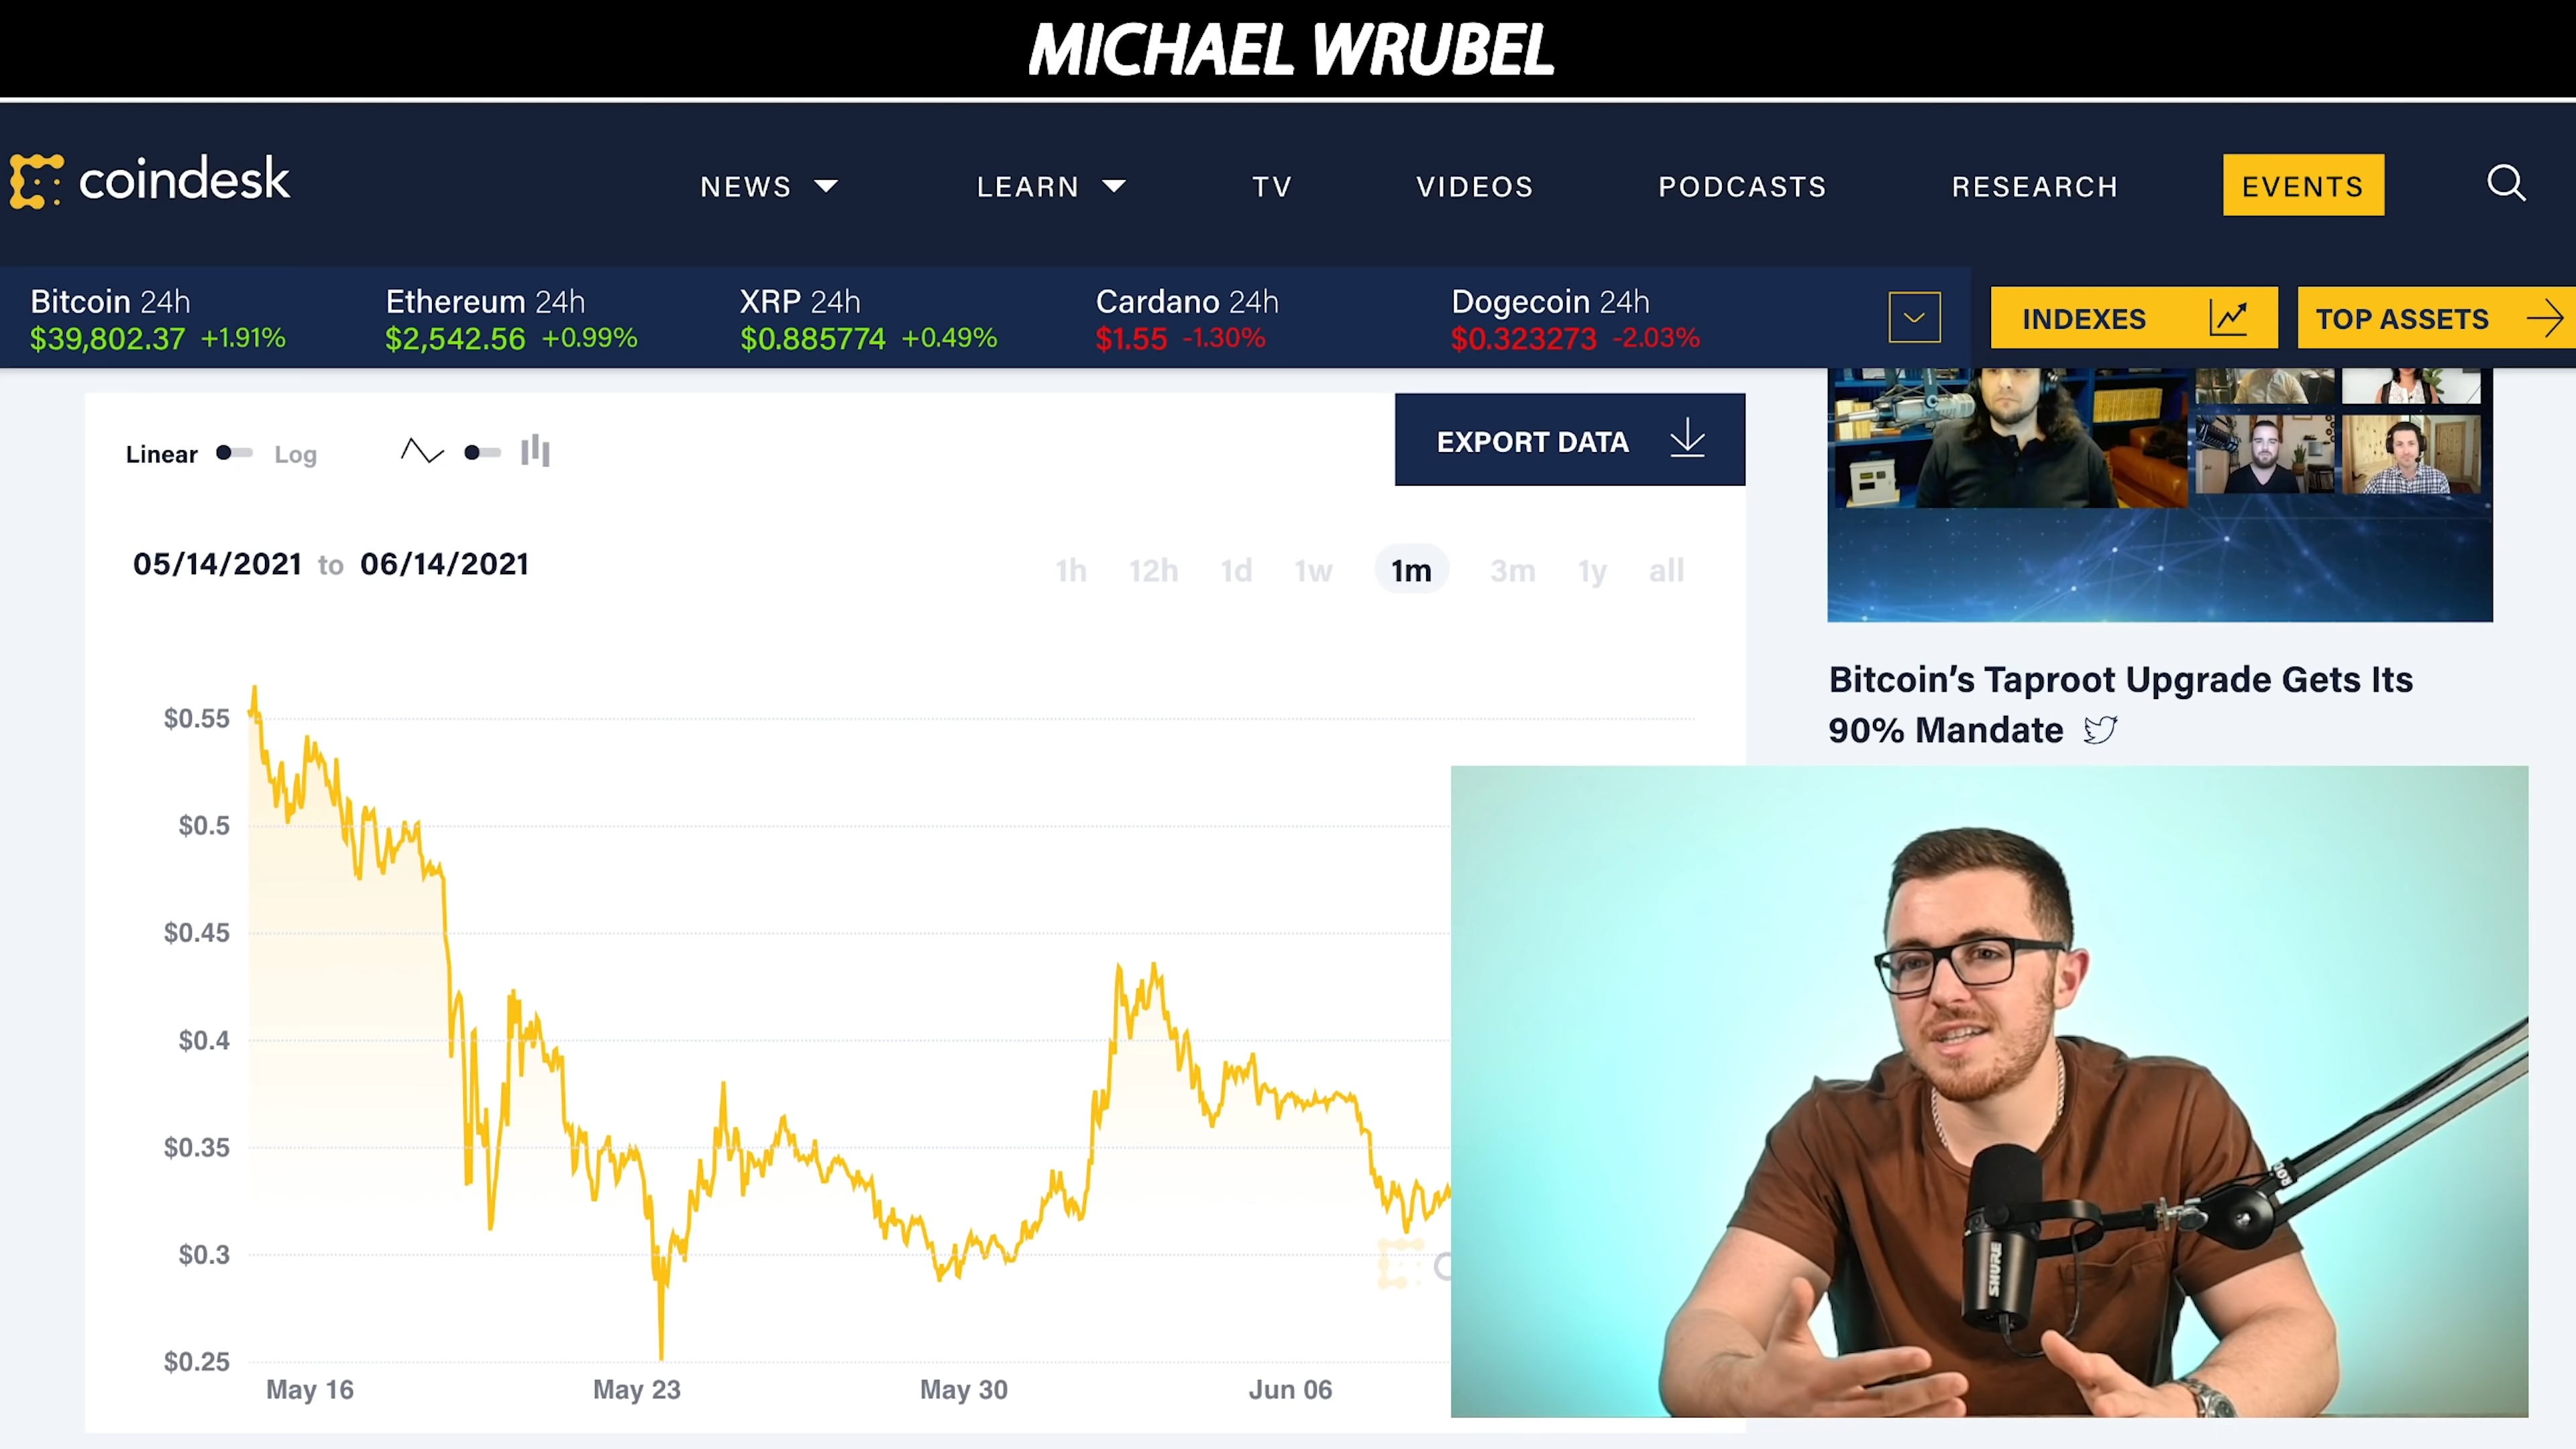 MICHAEL WRUBEL
coindesk
NEWS
LEARN
TV
VIDEOS
PODCASTS
RESEARCH
EVENTS
Bitcoin 24h
$39,802.37 +1.91%
Ethereum 24h
$2,542.56 +0.99%
XRP 24h
$0.885774 +0.49%
Cardano 24h
$1.55 -1.30%
Dogecoin 24h
$0.323273 -2.03%
INDEXES
TOP ASSETS
Linear
Log
EXPORT DATA
05/14/2021 to 06/14/2021
1h 12h 1d 1w 1m 3m 1y all
$0.55
$0.5
$0.45
$0.4
$0.35
$0.3
$0.25
May 16 May 23 May 30 Jun 06
Bitcoin’s Taproot Upgrade Gets Its
90% Mandate
SHURE